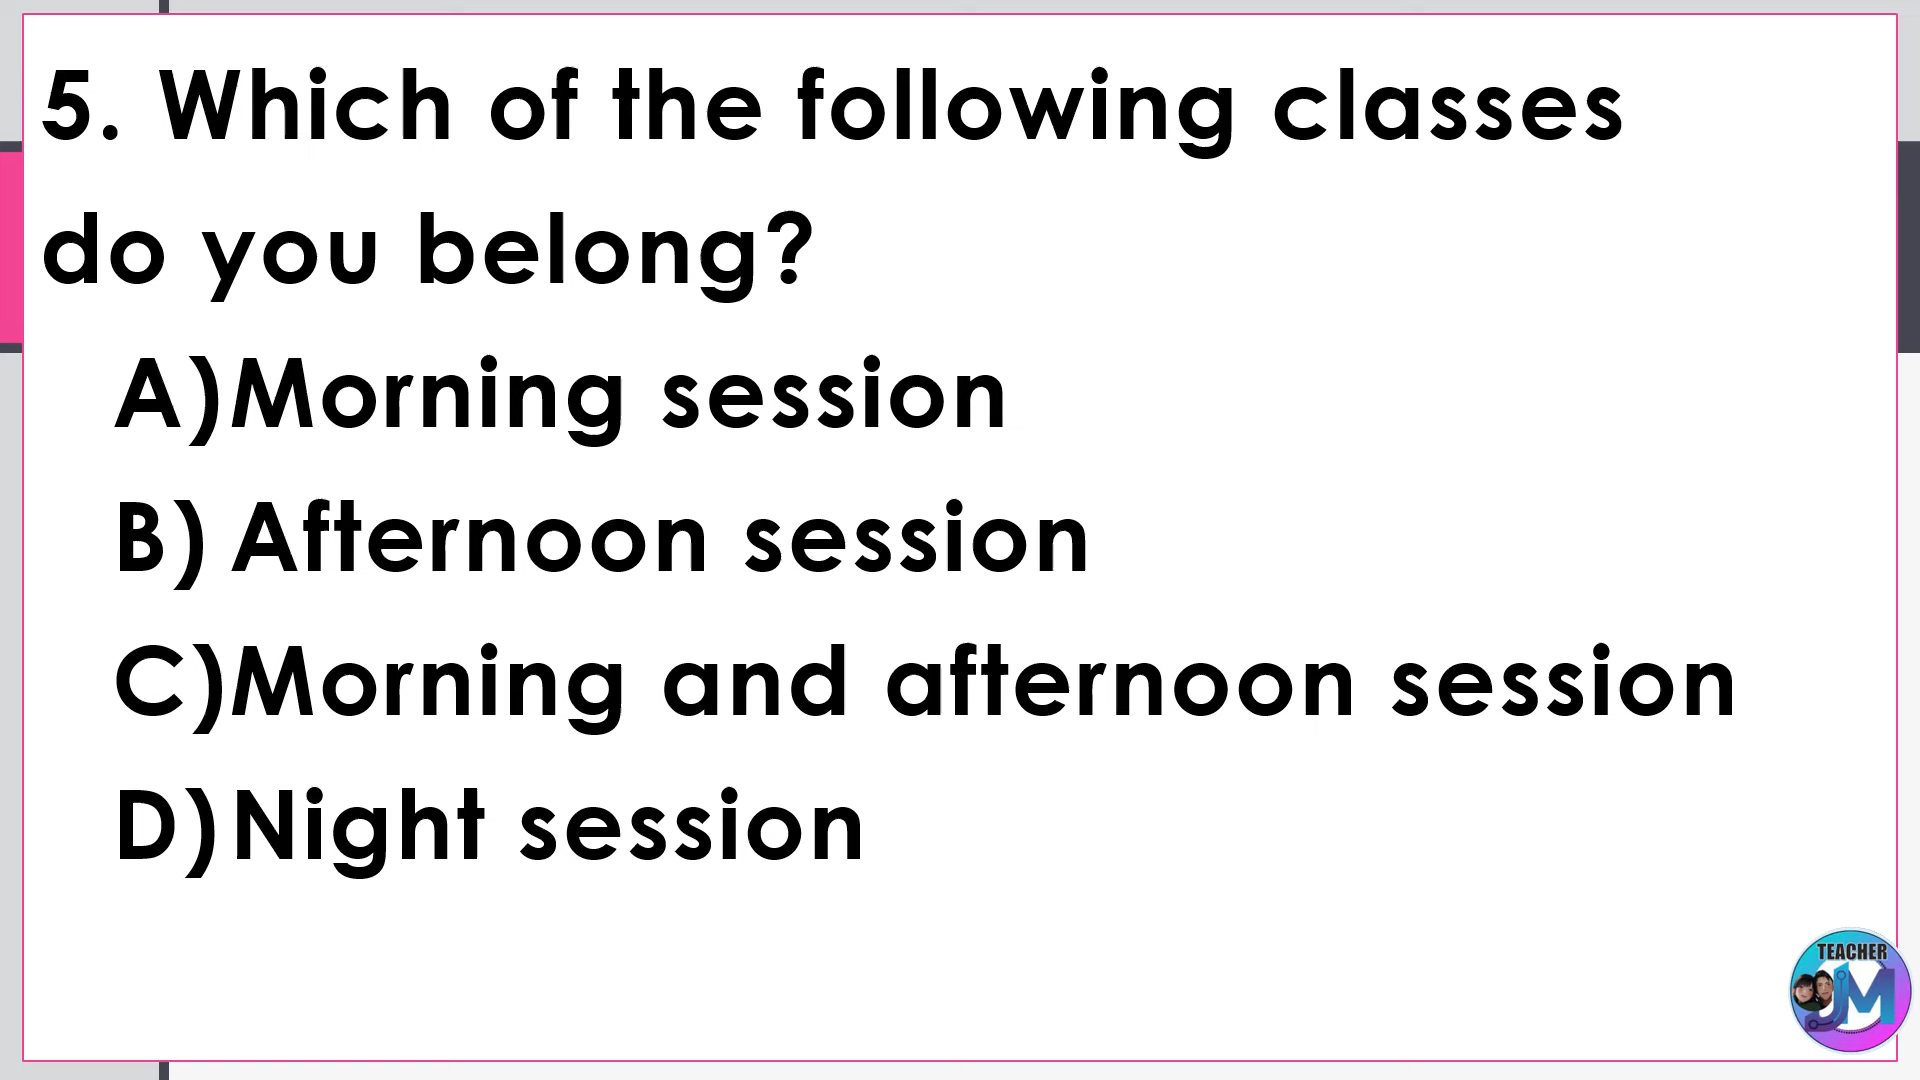 5. Which of the following classes
do you belong?
A)Morning session
B) Afternoon session
C)Morning and afternoon session
D)Night session
TEACHER
JM